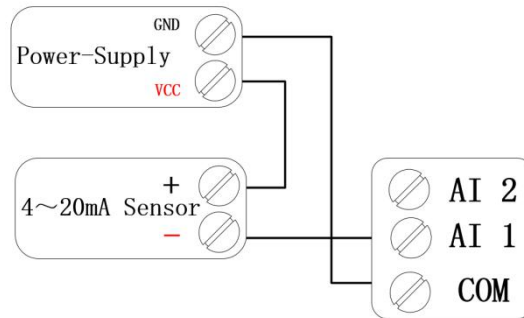 GND
Power-Supply
VCC
+
4～20mA Sensor
−
AI 2
AI 1
COM